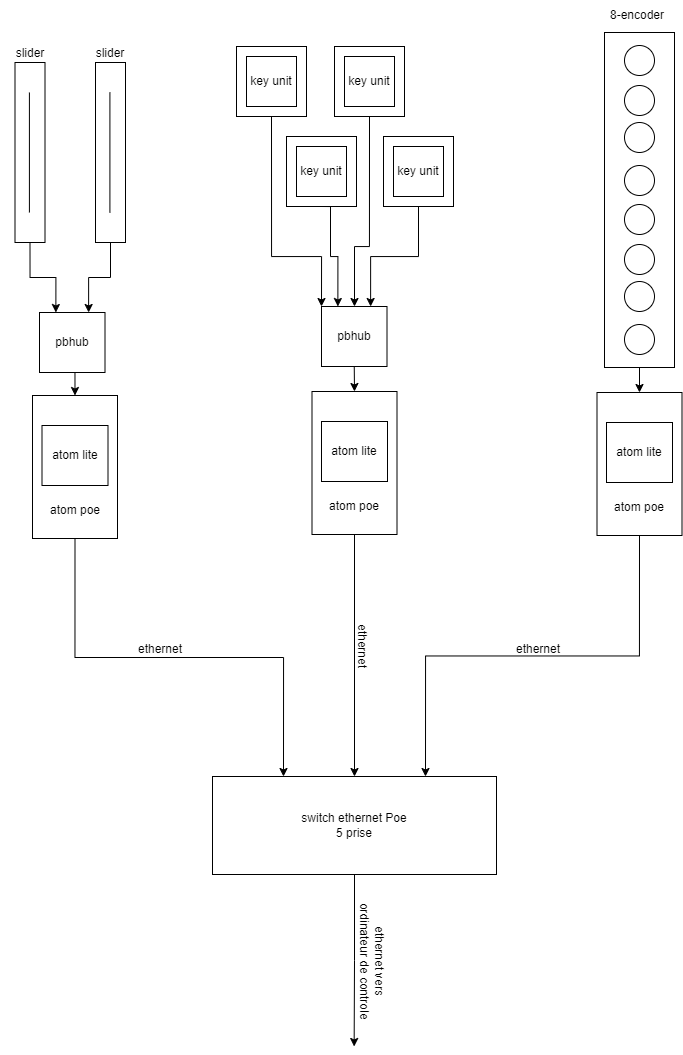 8-encoder
slider
slider
key unit
key unit
key unit
key unit
pbhub
pbhub
atom lite
atom poe
atom lite
atom poe
atom lite
atom poe
ethernet
ethernet
ethernet
switch ethernet Poe
5 prise
ethernet vers
ordinateur de controle